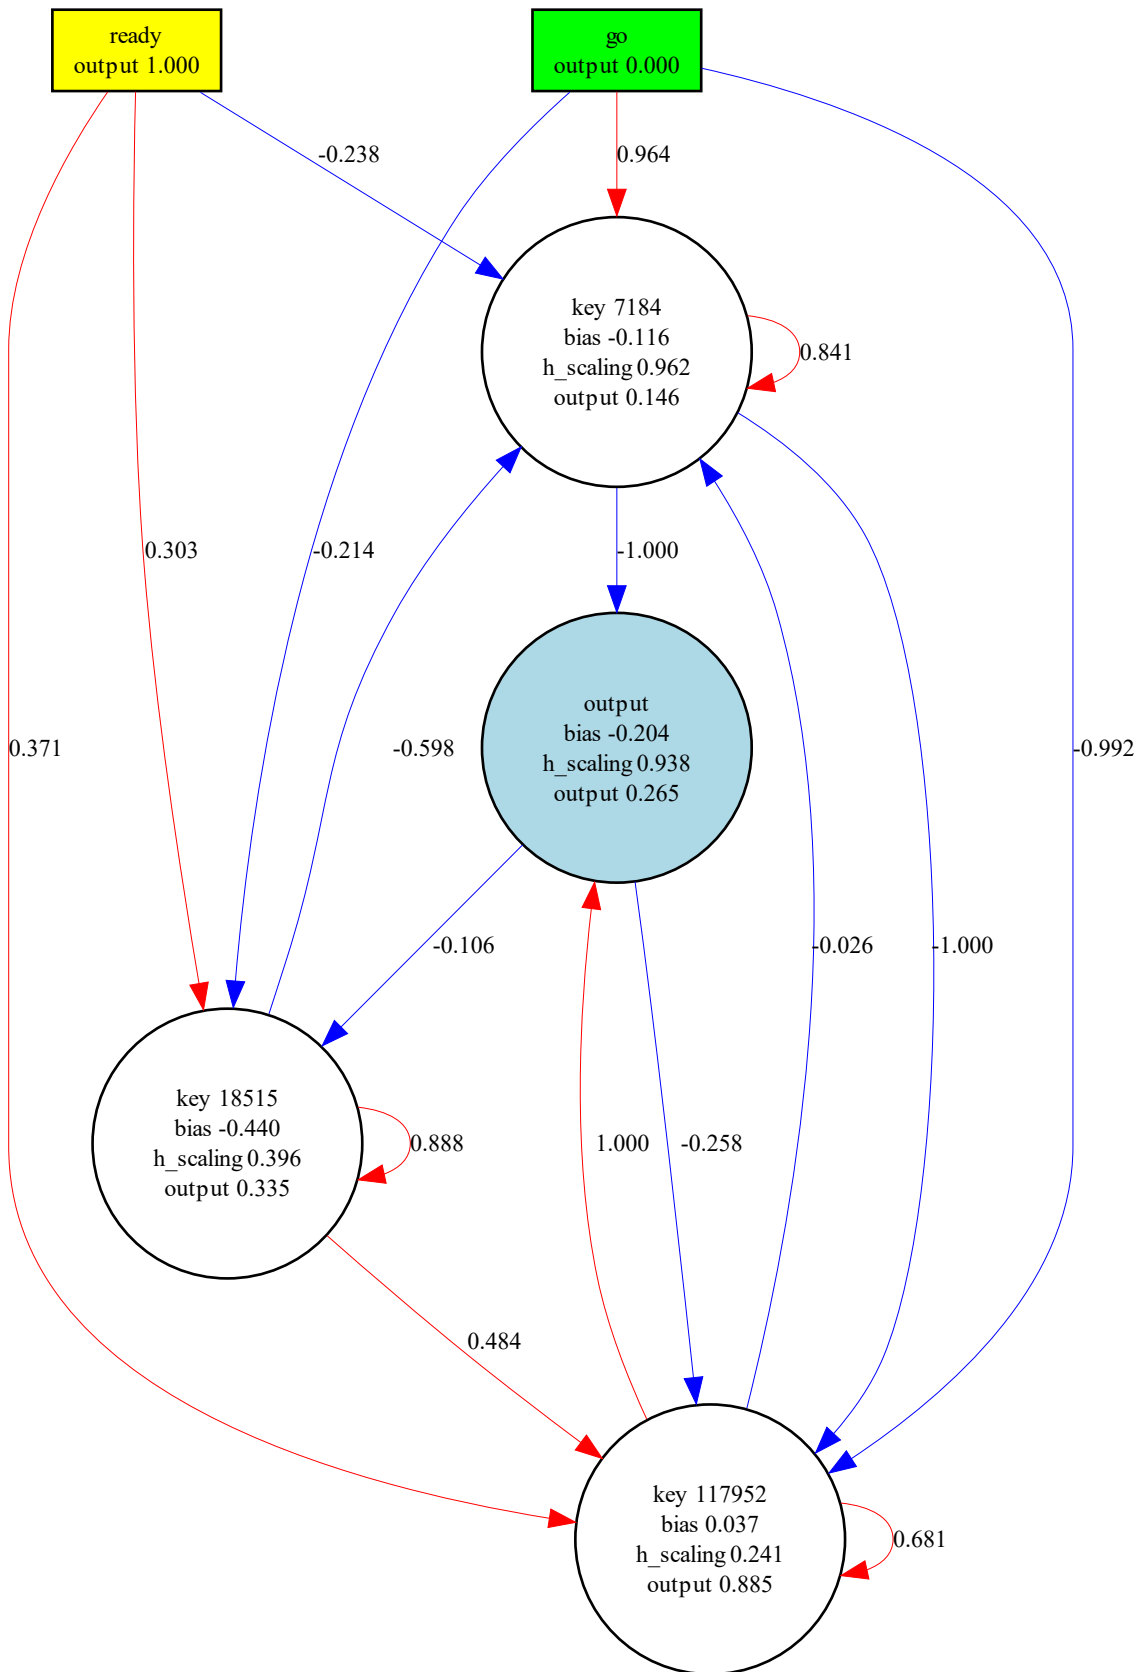 ready
output 1.000
go
output 0.000
-0.238
0.964
key 7184
bias -0.116
h_scaling 0.962
output 0.146
0.841
0.303
-0.214
-1.000
output
bias -0.204
h_scaling 0.938
output 0.265
0.371
-0.598
-0.992
-0.106
-0.026
-1.000
key 18515
bias -0.440
h_scaling 0.396
output 0.335
0.888
1.000
-0.258
0.484
key 117952
bias 0.037
h_scaling 0.241
output 0.885
0.681